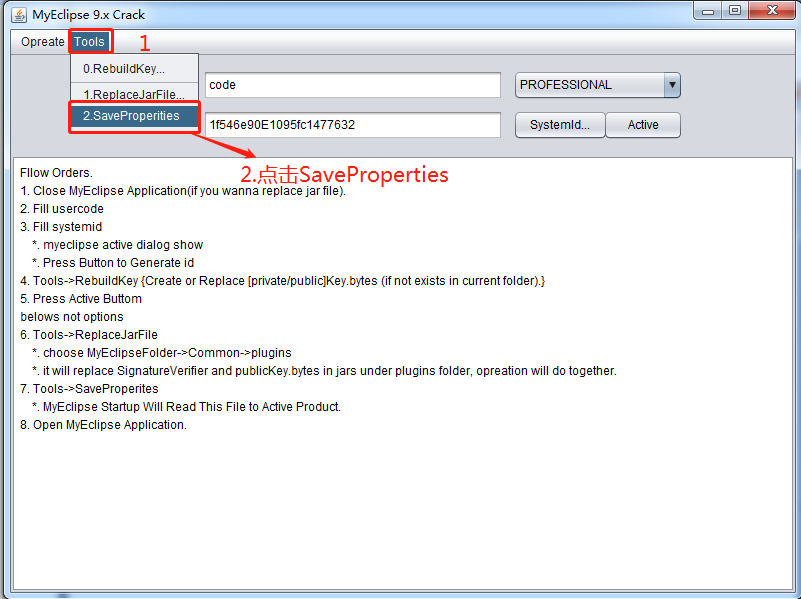 MyEclipse 9.x Crack
Opreate Tools 1
0.RebuildKey...
1.ReplaceJarFile...
2.SaveProperities
code
PROFESSIONAL
1f546e90E1095fc1477632
SystemId... Active
2.点击SaveProperties
Fllow Orders.
1. Close MyEclipse Application(if you wanna replace jar file).
2. Fill usercode
3. Fill systemid
*. myeclipse active dialog show
*. Press Button to Generate id
4. Tools->RebuildKey {Create or Replace [private/public]Key.bytes (if not exists in current folder).}
5. Press Active Buttom
belows not options
6. Tools->ReplaceJarFile
*. choose MyEclipseFolder->Common->plugins
*. it will replace SignatureVerifier and publicKey.bytes in jars under plugins folder, opreation will do together.
7. Tools->SaveProperites
*. MyEclipse Startup Will Read This File to Active Product.
8. Open MyEclipse Application.